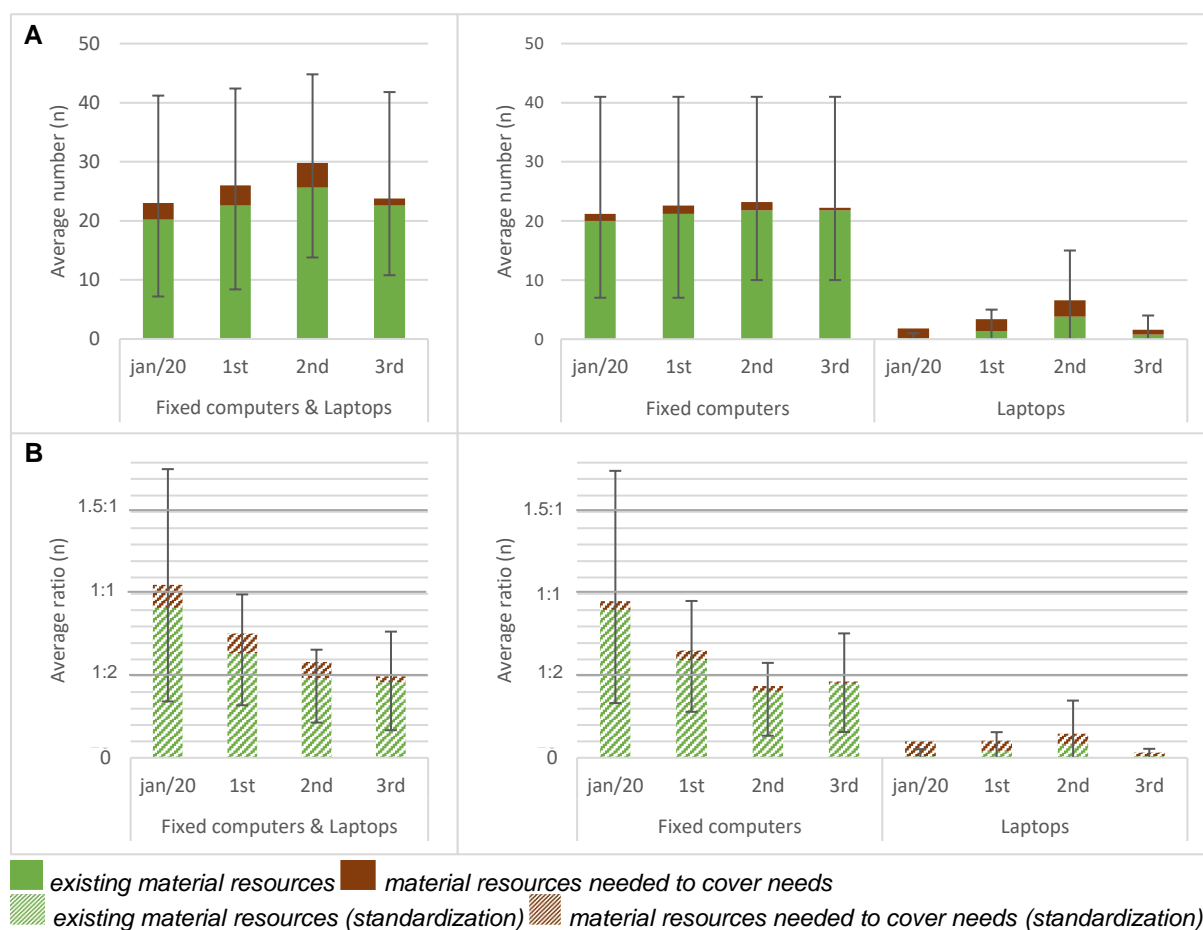 A
50
40
30
20
10
0
Average number (n)
jan/20 1st 2nd 3rd
Fixed computers & Laptops
50
40
30
20
10
0
Average number (n)
jan/20 1st 2nd 3rd jan/20 1st 2nd 3rd
Fixed computers Laptops
B
1.5:1
1:1
1:2
0
Average ratio (n)
jan/20 1st 2nd 3rd
Fixed computers & Laptops
1.5:1
1:1
1:2
0
Average ratio (n)
jan/20 1st 2nd 3rd jan/20 1st 2nd 3rd
Fixed computers Laptops
existing material resources material resources needed to cover needs
existing material resources (standardization) material resources needed to cover needs (standardization)